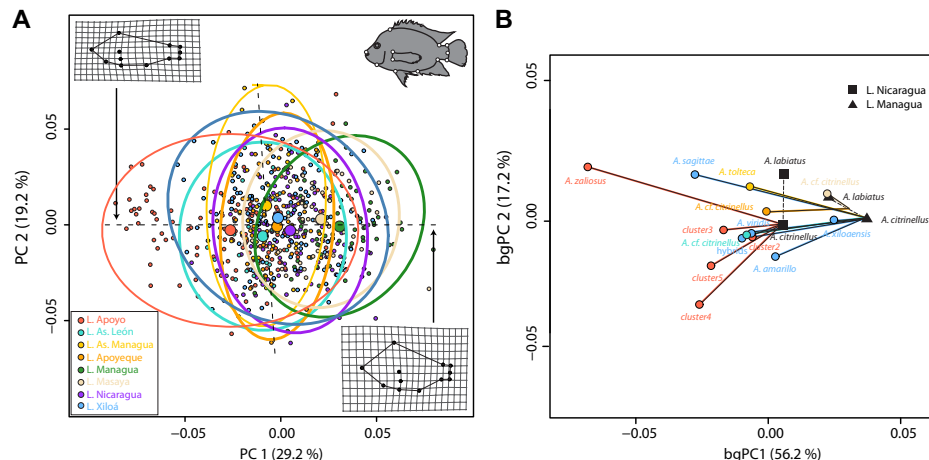 A
PC 2 (19.2 %)
0.05
0.00
−0.05
L. Apoyo
L. As. León
L. As. Managua
L. Apoyeque
L. Managua
L. Masaya
L. Nicaragua
L. Xiloá
−0.05
0.00
0.05
PC 1 (29.2 %)
B
bgPC 2 (17.2 %)
0.05
0.00
−0.05
L. Nicaragua
L. Managua
A. sagittae
A. labiatus
A. zaliosus
A. tolteca
A. cf. citrinellus
A. labiatus
A. cf. citrinellus
A. citrinellus
cluster3
A. xiloaensis
A. citrinellus
A. cf. citrinellus
cluster2
hybrids
A. amarillo
cluster5
cluster4
−0.05
0.00
0.05
bgPC1 (56.2 %)